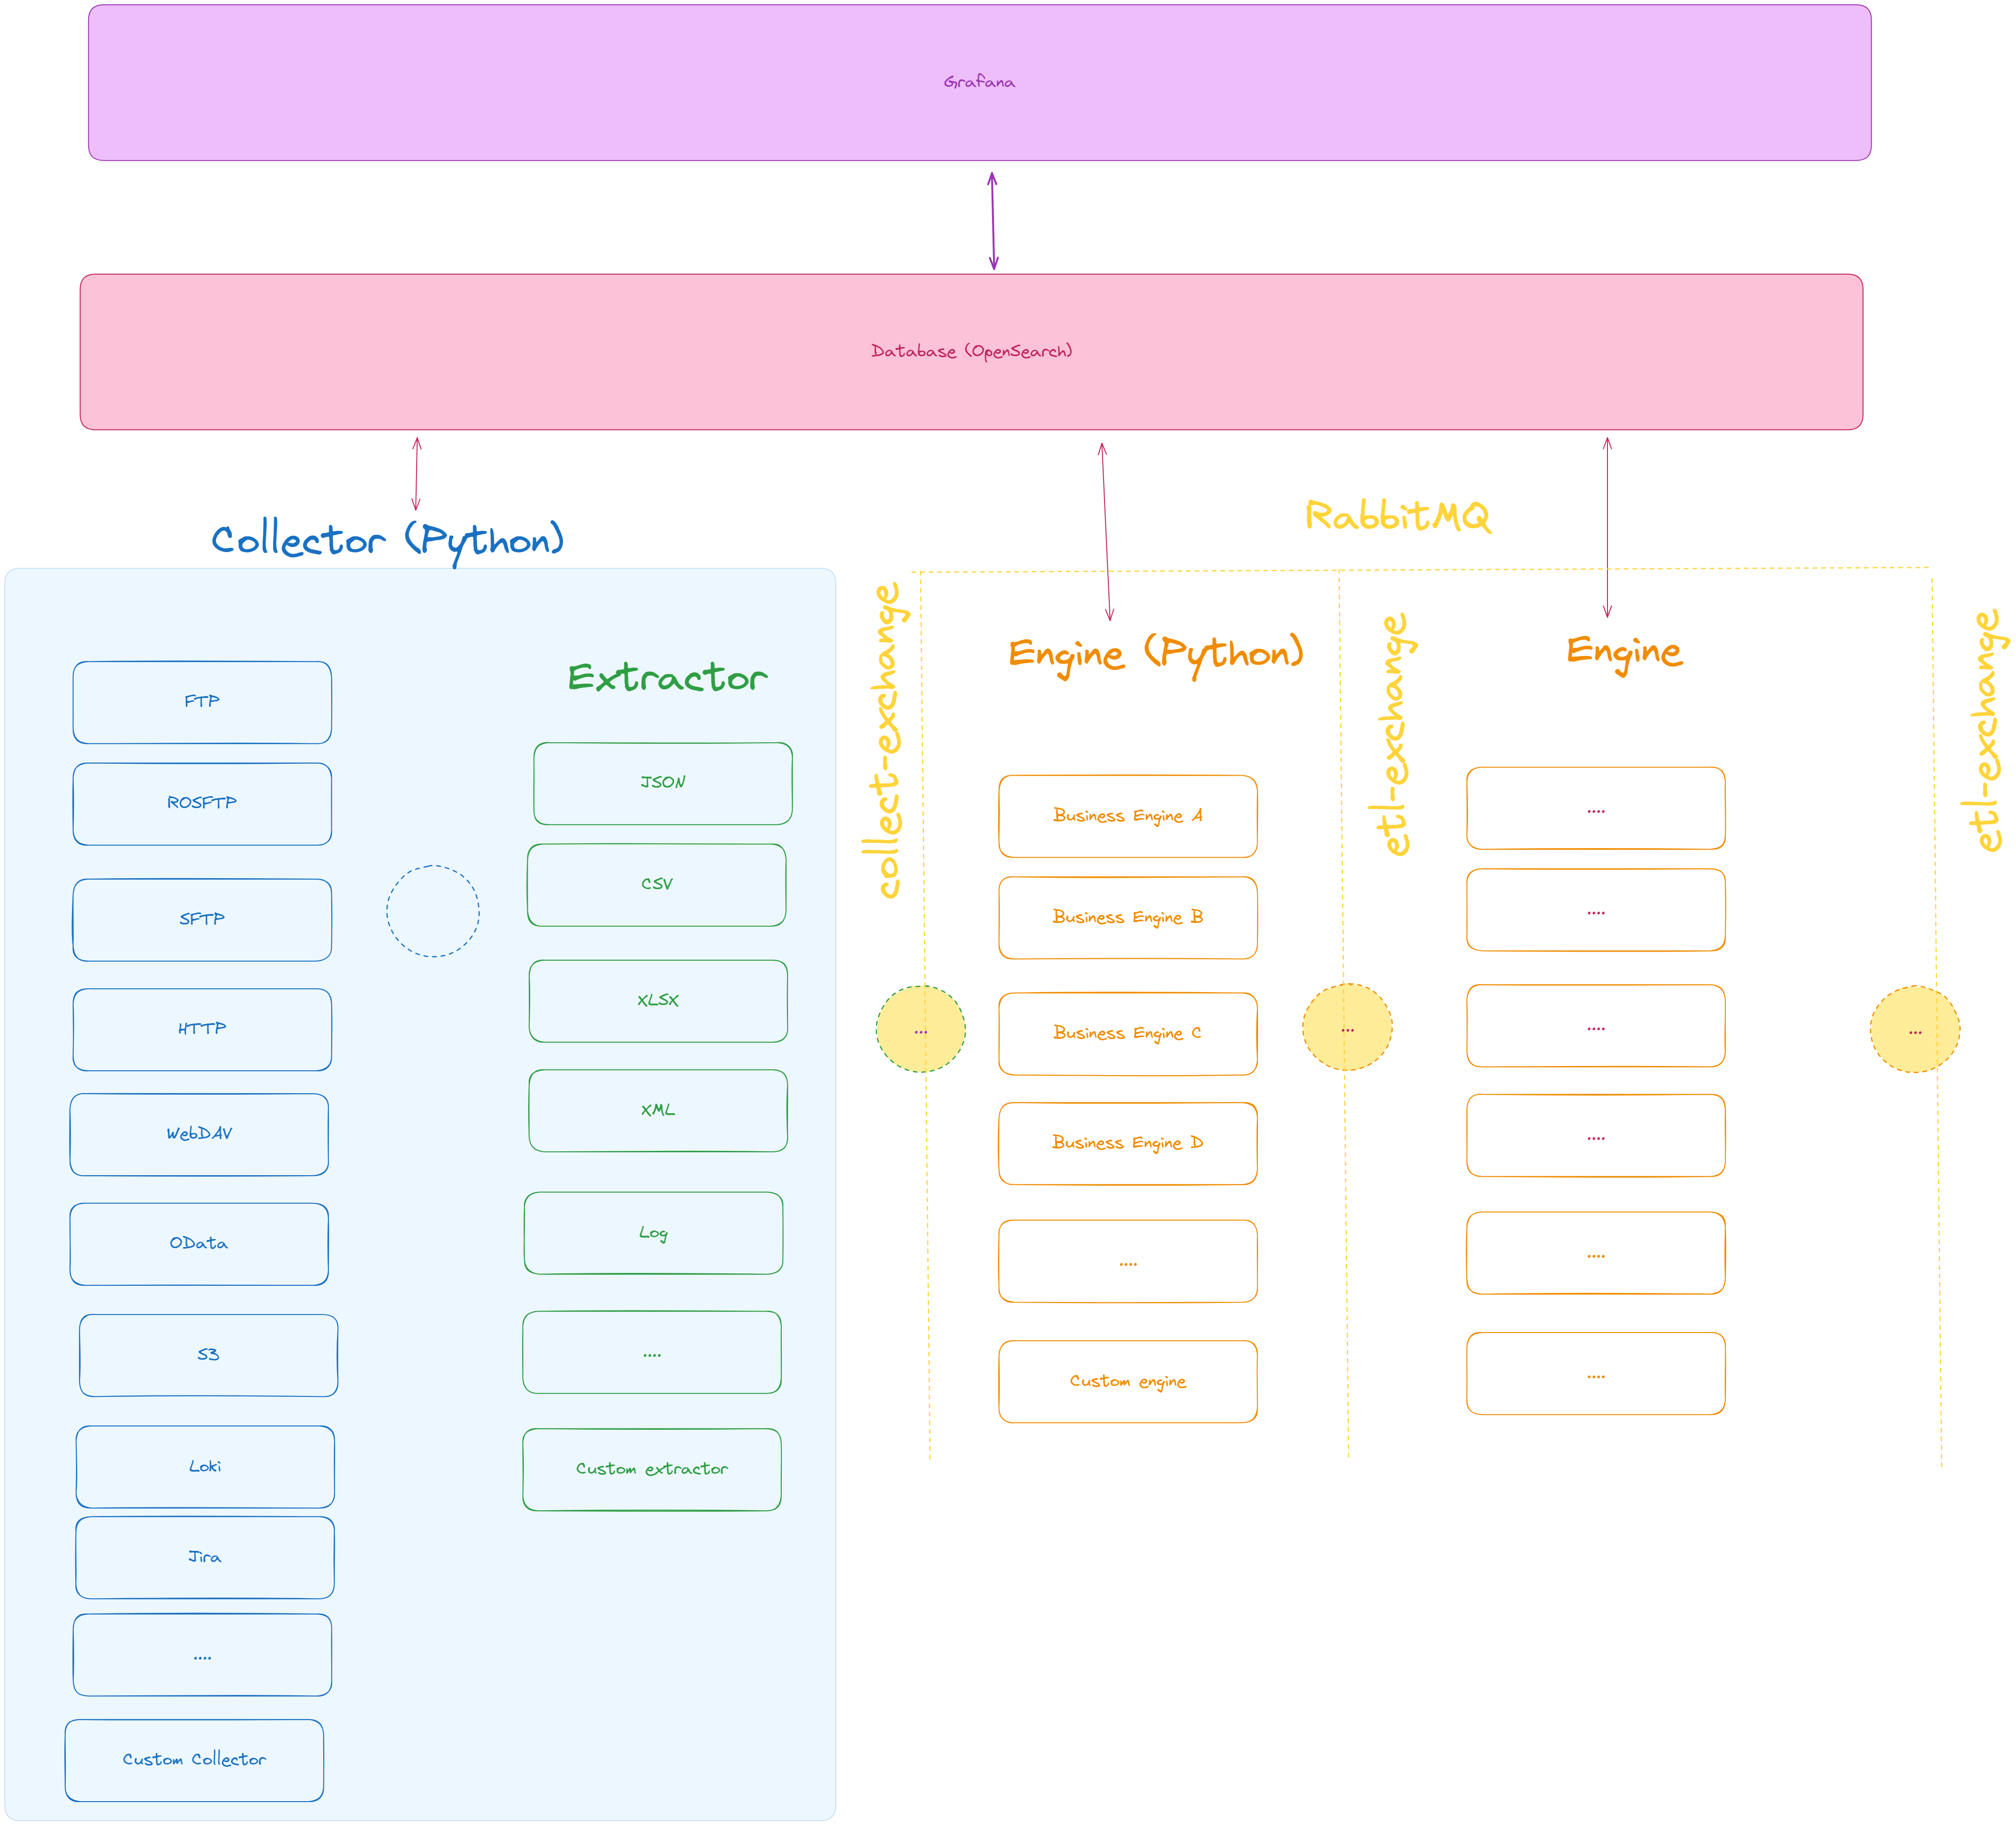 Grafana
Database (OpenSearch)
Collector (Python)
FTP
ROSFTP
SFTP
HTTP
WebDAV
OData
S3
Loki
Jira
....
Custom Collector
Extractor
JSON
CSV
XLSX
XML
Log
....
Custom extractor
RabbitMQ
collect-exchange
...
Engine (Python)
Business Engine A
Business Engine B
Business Engine C
Business Engine D
....
Custom engine
etl-exchange
...
Engine
....
....
....
....
....
....
etl-exchange
...